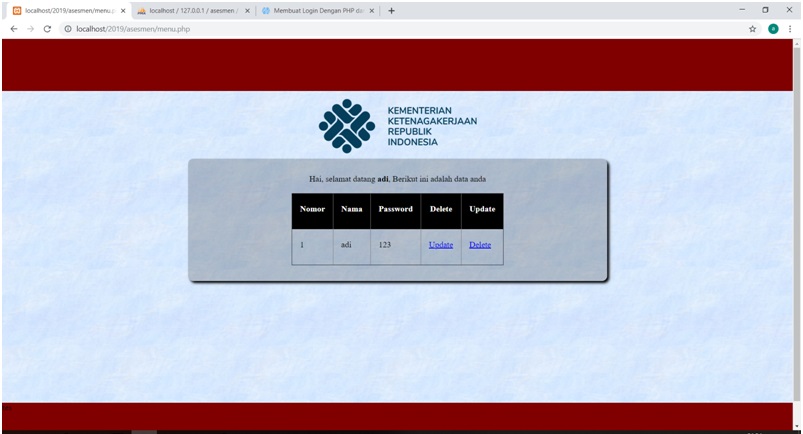 localhost/2019/asesmen/menu.p
localhost / 127.0.0.1 / asesmen /
Membuat Login Dengan PHP dan
localhost/2019/asesmen/menu.php
KEMENTERIAN
KETENAGAKERJAAN
REPUBLIK
INDONESIA
Hai, selamat datang adi, Berikut ini adalah data anda
Nomor Nama Password Delete Update
1 adi 123 Update Delete